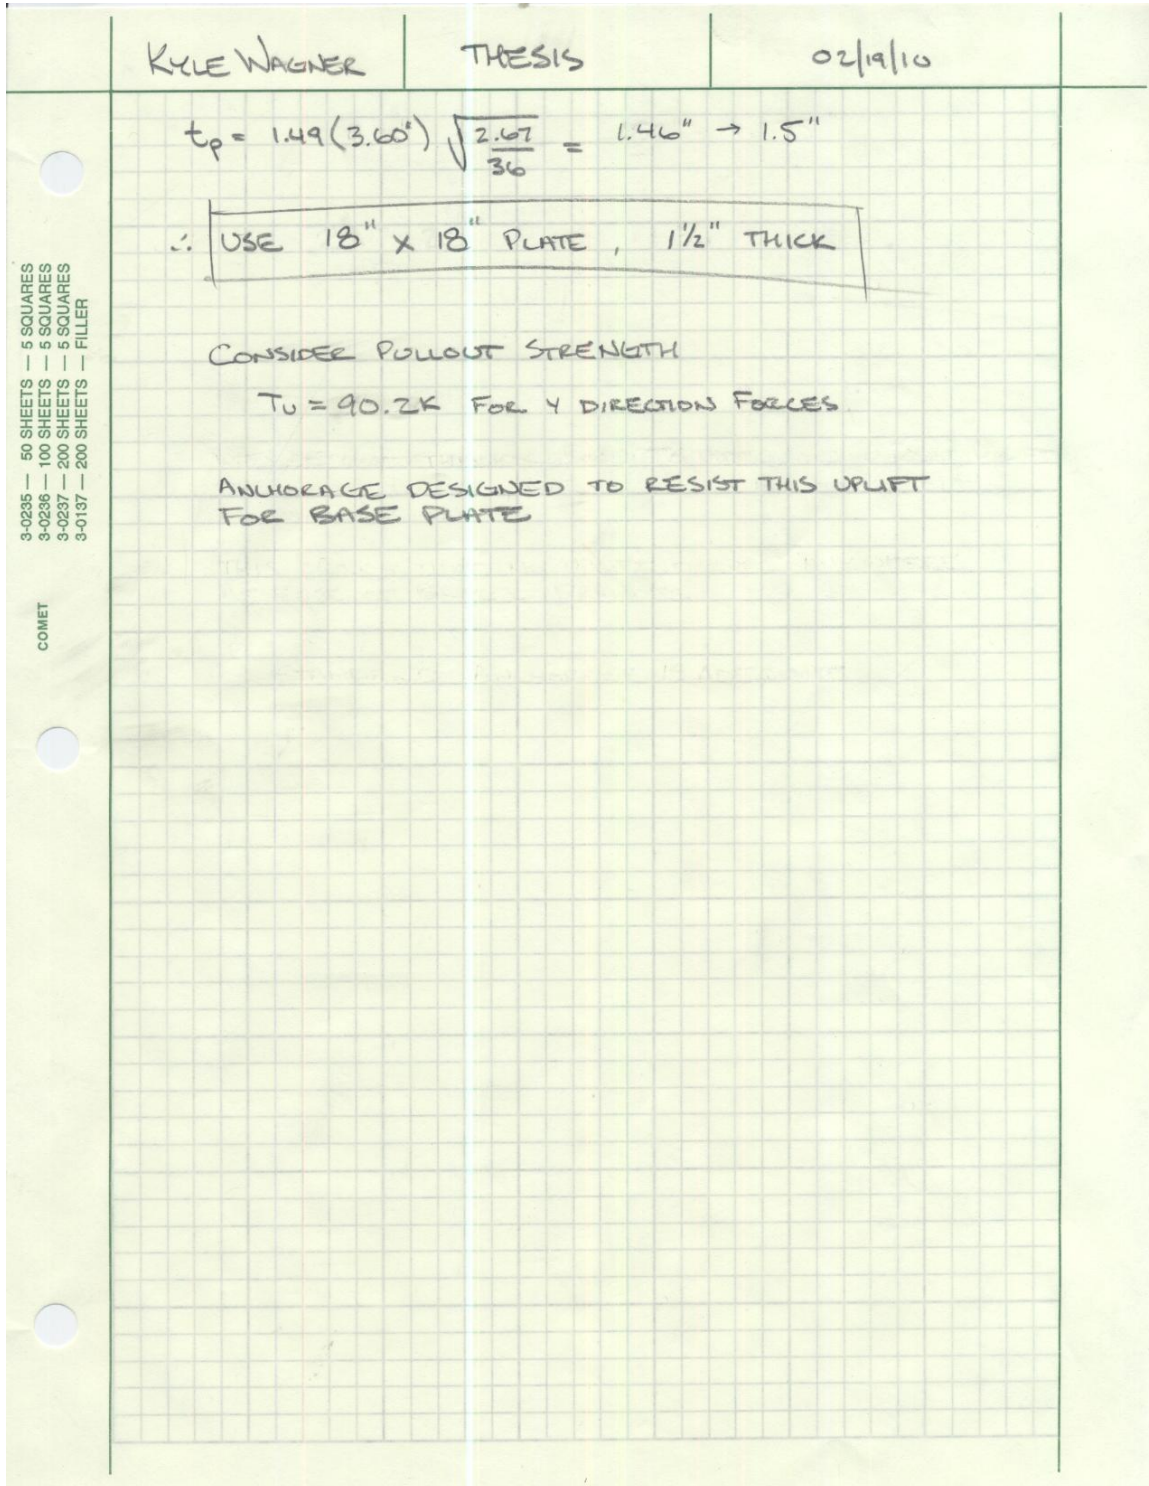 KYLE WAGNER
THESIS
02/19/10
tp = 1.49(3.60") √(2.67/36) = 1.46" → 1.5"
∴ USE 18" x 18" PLATE, 1½" THICK
CONSIDER PULLOUT STRENGTH
TU = 90.2K FOR Y DIRECTION FORCES
ANCHORAGE DESIGNED TO RESIST THIS UPLIFT
FOR BASE PLATE
3-0235 — 50 SHEETS — 5 SQUARES
3-0236 — 100 SHEETS — 5 SQUARES
3-0237 — 200 SHEETS — 5 SQUARES
3-0137 — 200 SHEETS — FILLER
COMET